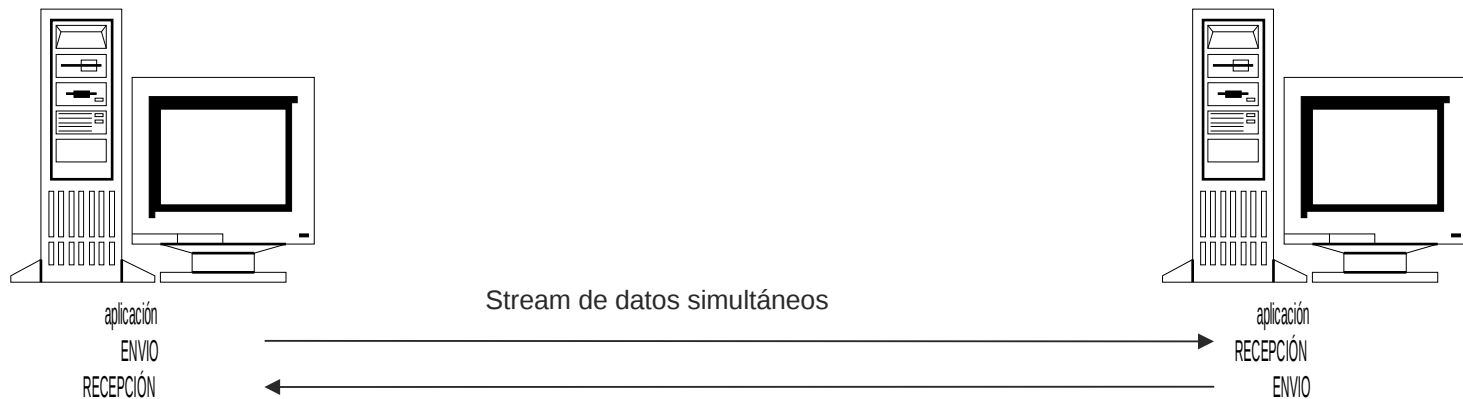 Stream de datos simultáneos
aplicación
ENVIO
RECEPCIÓN
aplicación
RECEPCIÓN
ENVIO